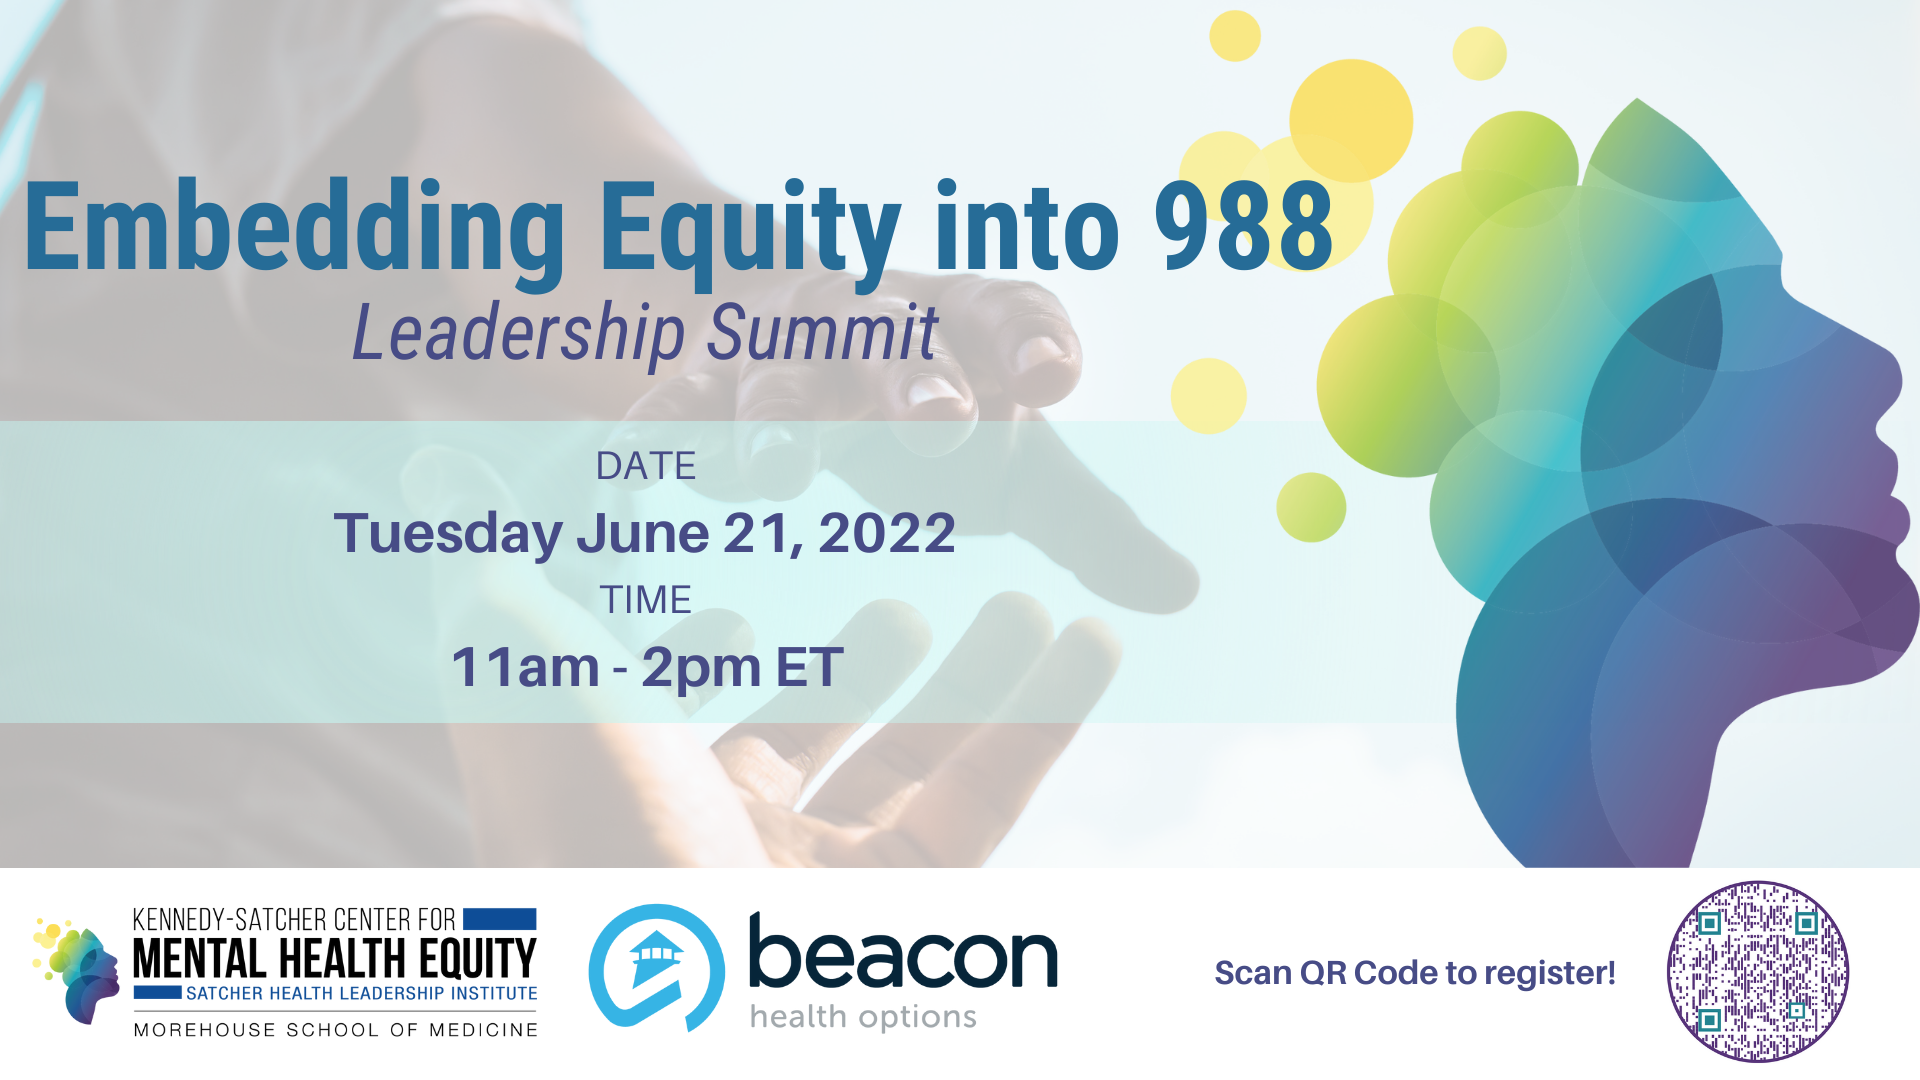 Embedding Equity into 988
Leadership Summit
DATE
Tuesday June 21, 2022
TIME
11am - 2pm ET
KENNEDY-SATCHER CENTER FOR
MENTAL HEALTH EQUITY
SATCHER HEALTH LEADERSHIP INSTITUTE
MOREHOUSE SCHOOL OF MEDICINE
beacon
health options
Scan QR Code to register!